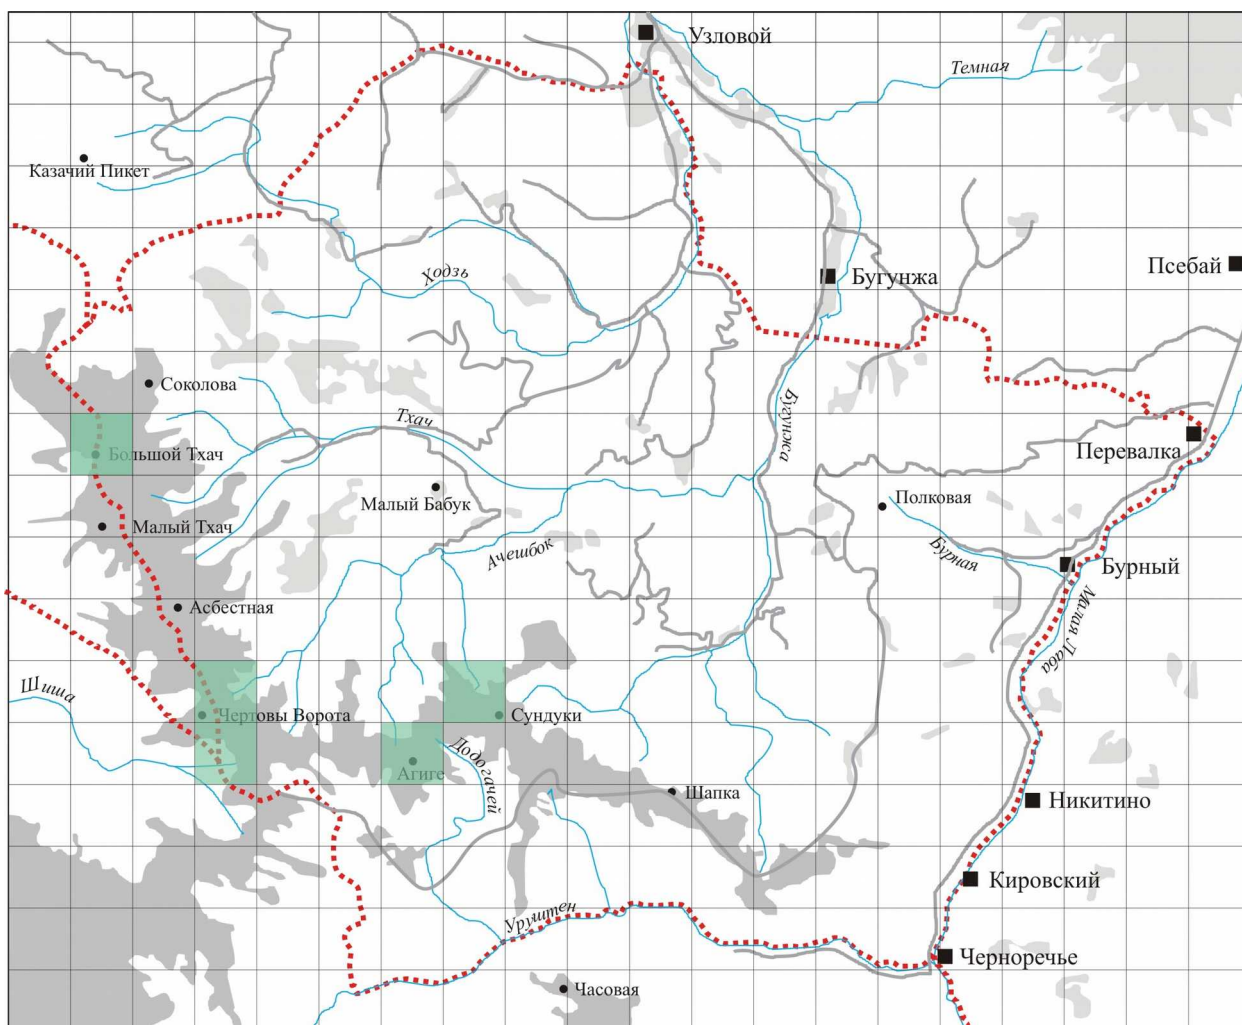 Узловой
Темная
Казачий Пикет
Ходзь
Бугунжа
Псебай
Соколова
Тхач
Бугунжа
Большой Тхач
Перевалка
Малый Бабук
Полковая
Малый Тхач
Ачешбок
Бурная
Бурный
Асбестная
Малая Лаба
Шиша
Чертовы Ворота
Сундуки
Додогачей
Агиге
Шапка
Никитино
Кировский
Уруштен
Черноречье
Часовая